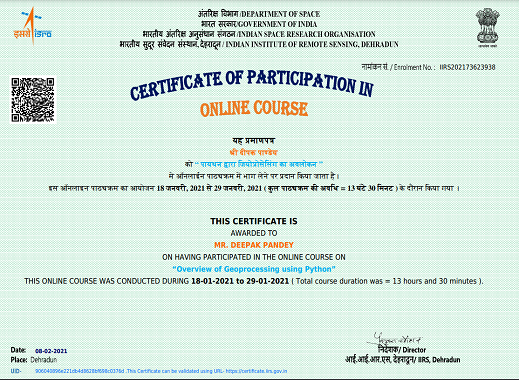 इसरो isro
अंतरिक्ष विभाग/DEPARTMENT OF SPACE
भारत सरकार/GOVERNMENT OF INDIA
भारतीय अंतरिक्ष अनुसंधान संगठन /INDIAN SPACE RESEARCH ORGANISATION
भारतीय सुदूर संवेदन संस्थान,देहरादून / INDIAN INSTITUTE OF REMOTE SENSING, DEHRADUN
नामांकन सं. / Enrolment No. : IIRS202173623938
CERTIFICATE OF PARTICIPATION IN
ONLINE COURSE
यह प्रमाणपत्र
श्री दीपक पाण्डेय
को “ पायथन द्वारा जियोप्रोसेसिंग का अवलोकन ”
में ऑनलाईन पाठ्यक्रम में भाग लेने पर प्रदान किया जाता है ।
इस ऑनलाइन पाठ्यक्रम का आयोजन 18 जनवरी, 2021 से 29 जनवरी, 2021 ( कुल पाठ्यक्रम की अवधि = 13 घंटे 30 मिनट ) के दौरान किया गया ।
THIS CERTIFICATE IS
AWARDED TO
MR. DEEPAK PANDEY
ON HAVING PARTICIPATED IN THE ONLINE COURSE ON
“Overview of Geoprocessing using Python”
THIS ONLINE COURSE WAS CONDUCTED DURING 18-01-2021 to 29-01-2021 ( Total course duration was = 13 hours and 30 minutes ).
Date: 08-02-2021
Place: Dehradun
निदेशक/ Director
आई.आई.आर.एस, देहरादून/ IIRS, Dehradun
UID- .This Certificate can be validated using URL- https://certificate.iirs.gov.in